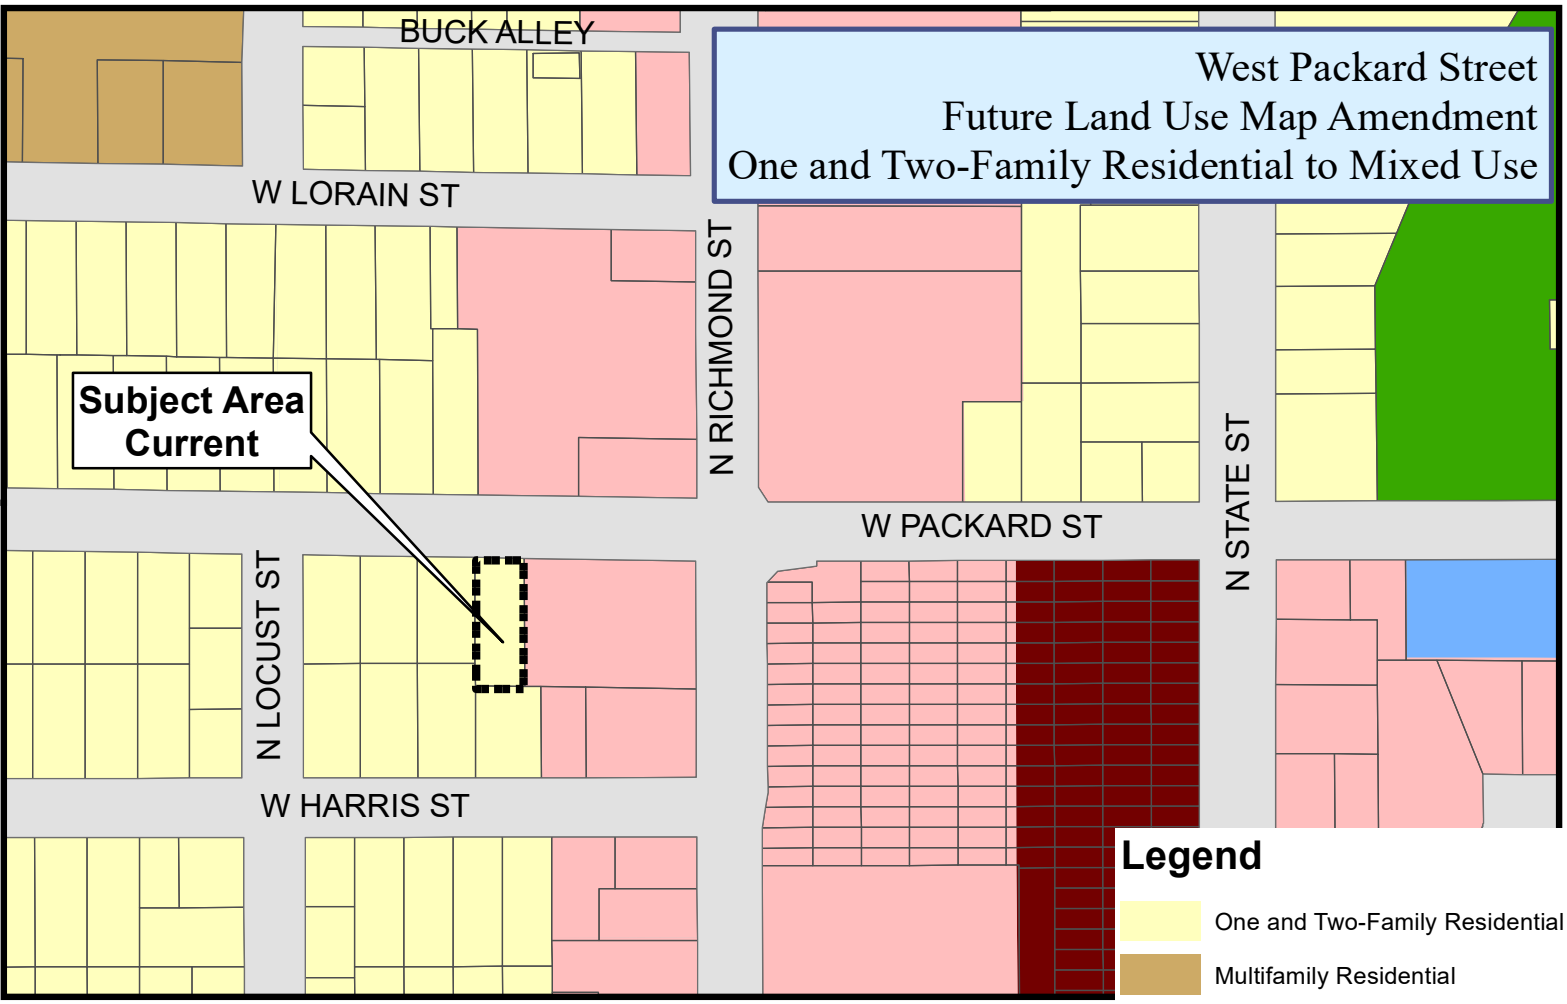 BUCK ALLEY
West Packard Street
Future Land Use Map Amendment
One and Two-Family Residential to Mixed Use
W LORAIN ST
N RICHMOND ST
Subject Area
Current
N STATE ST
W PACKARD ST
N LOCUST ST
W HARRIS ST
Legend
One and Two-Family Residential
Multifamily Residential